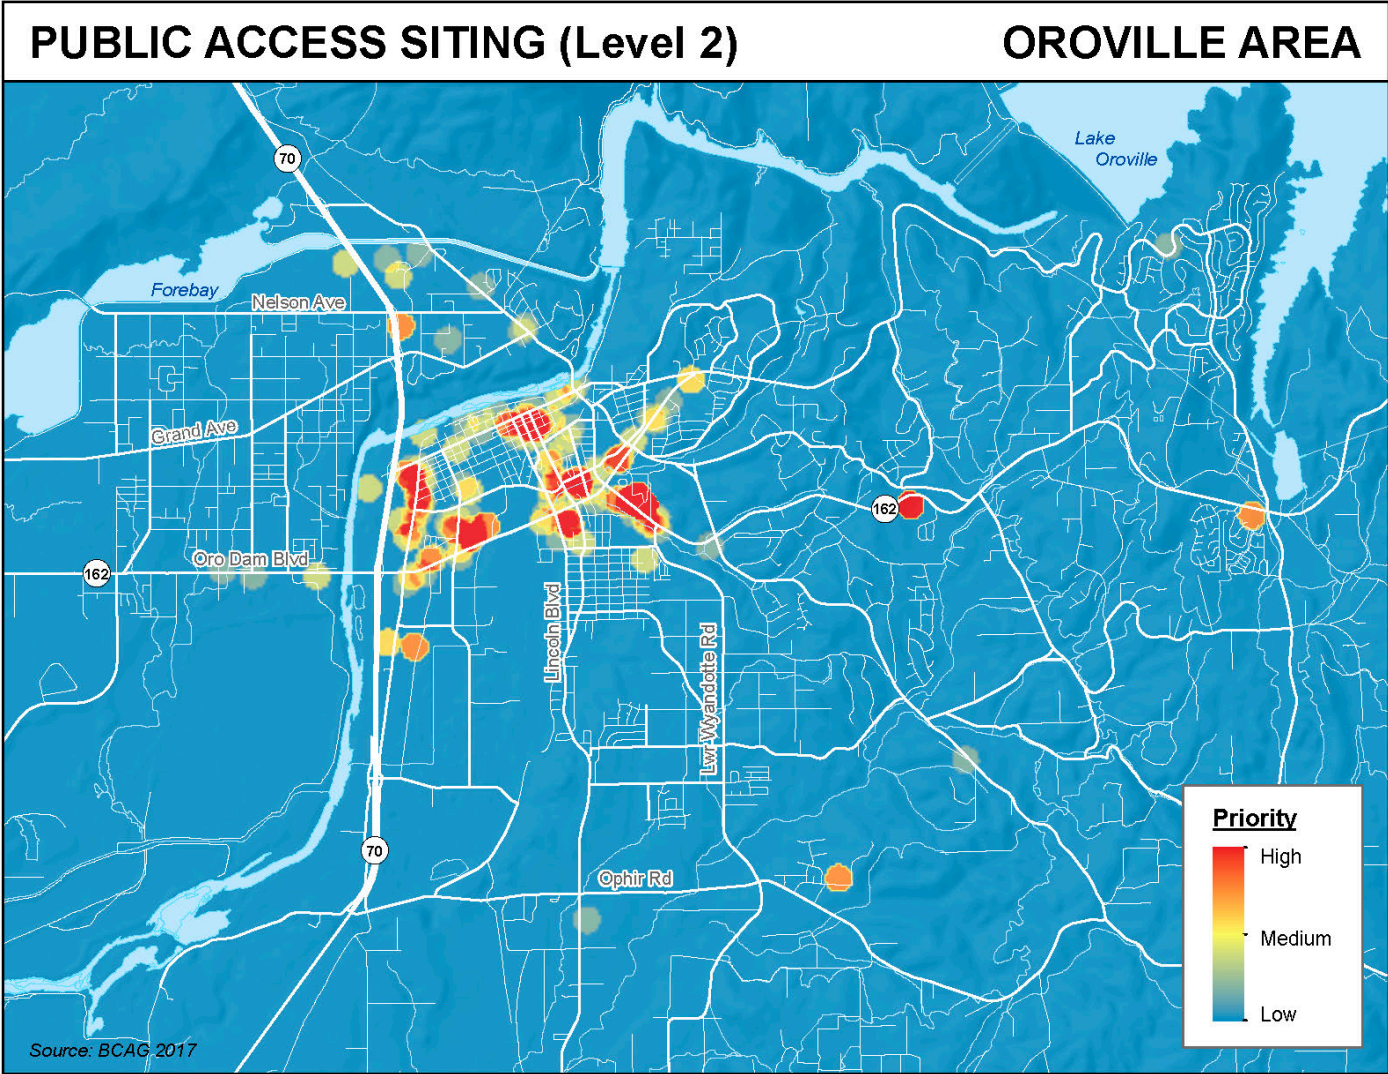 PUBLIC ACCESS SITING (Level 2)
OROVILLE AREA
70
Lake
Oroville
Forebay
Nelson Ave
Grand Ave
162
Oro Dam Blvd
162
Lincoln Blvd
Lwr Wyandotte Rd
70
Ophir Rd
Priority
High
Medium
Low
Source: BCAG 2017